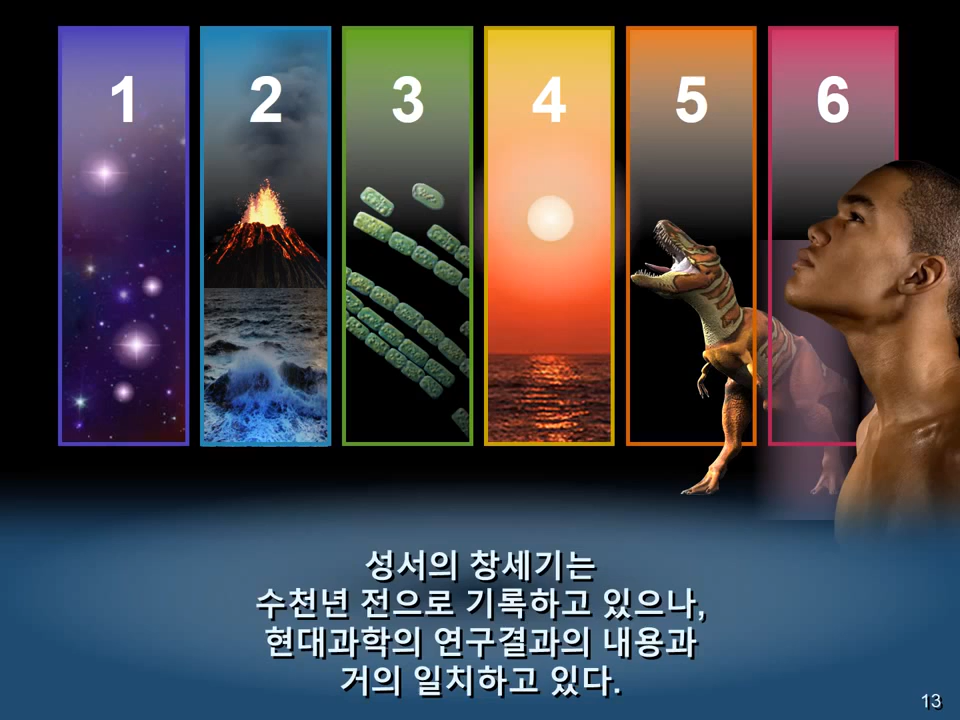 1 2 3 4 5 6
성서의 창세기는
수천년 전으로 기록하고 있으나,
현대과학의 연구결과의 내용과
거의 일치하고 있다.
13